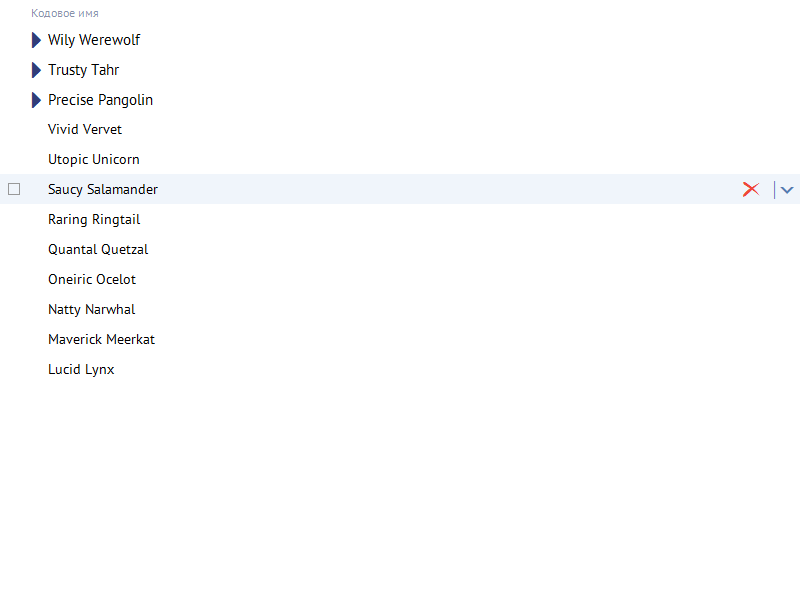 Кодовое имя
Wily Werewolf
Trusty Tahr
Precise Pangolin
Vivid Vervet
Utopic Unicorn
Saucy Salamander
Raring Ringtail
Quantal Quetzal
Oneiric Ocelot
Natty Narwhal
Maverick Meerkat
Lucid Lynx